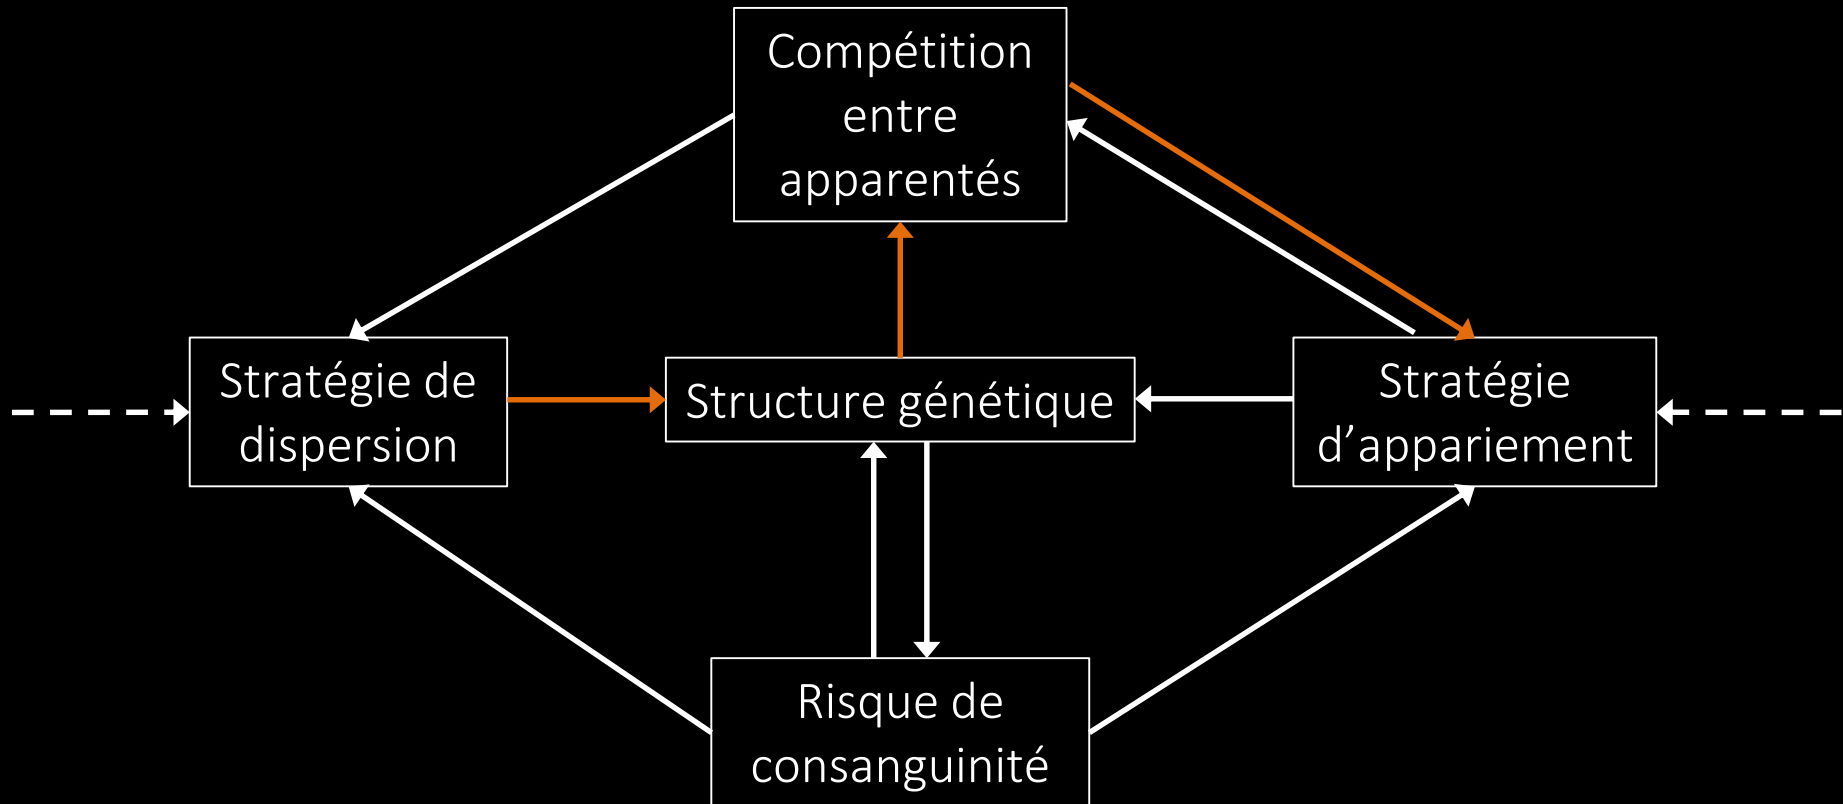 Compétition
entre
apparentés
Stratégie de
dispersion
Structure génétique
Stratégie
d’appariement
Risque de
consanguinité